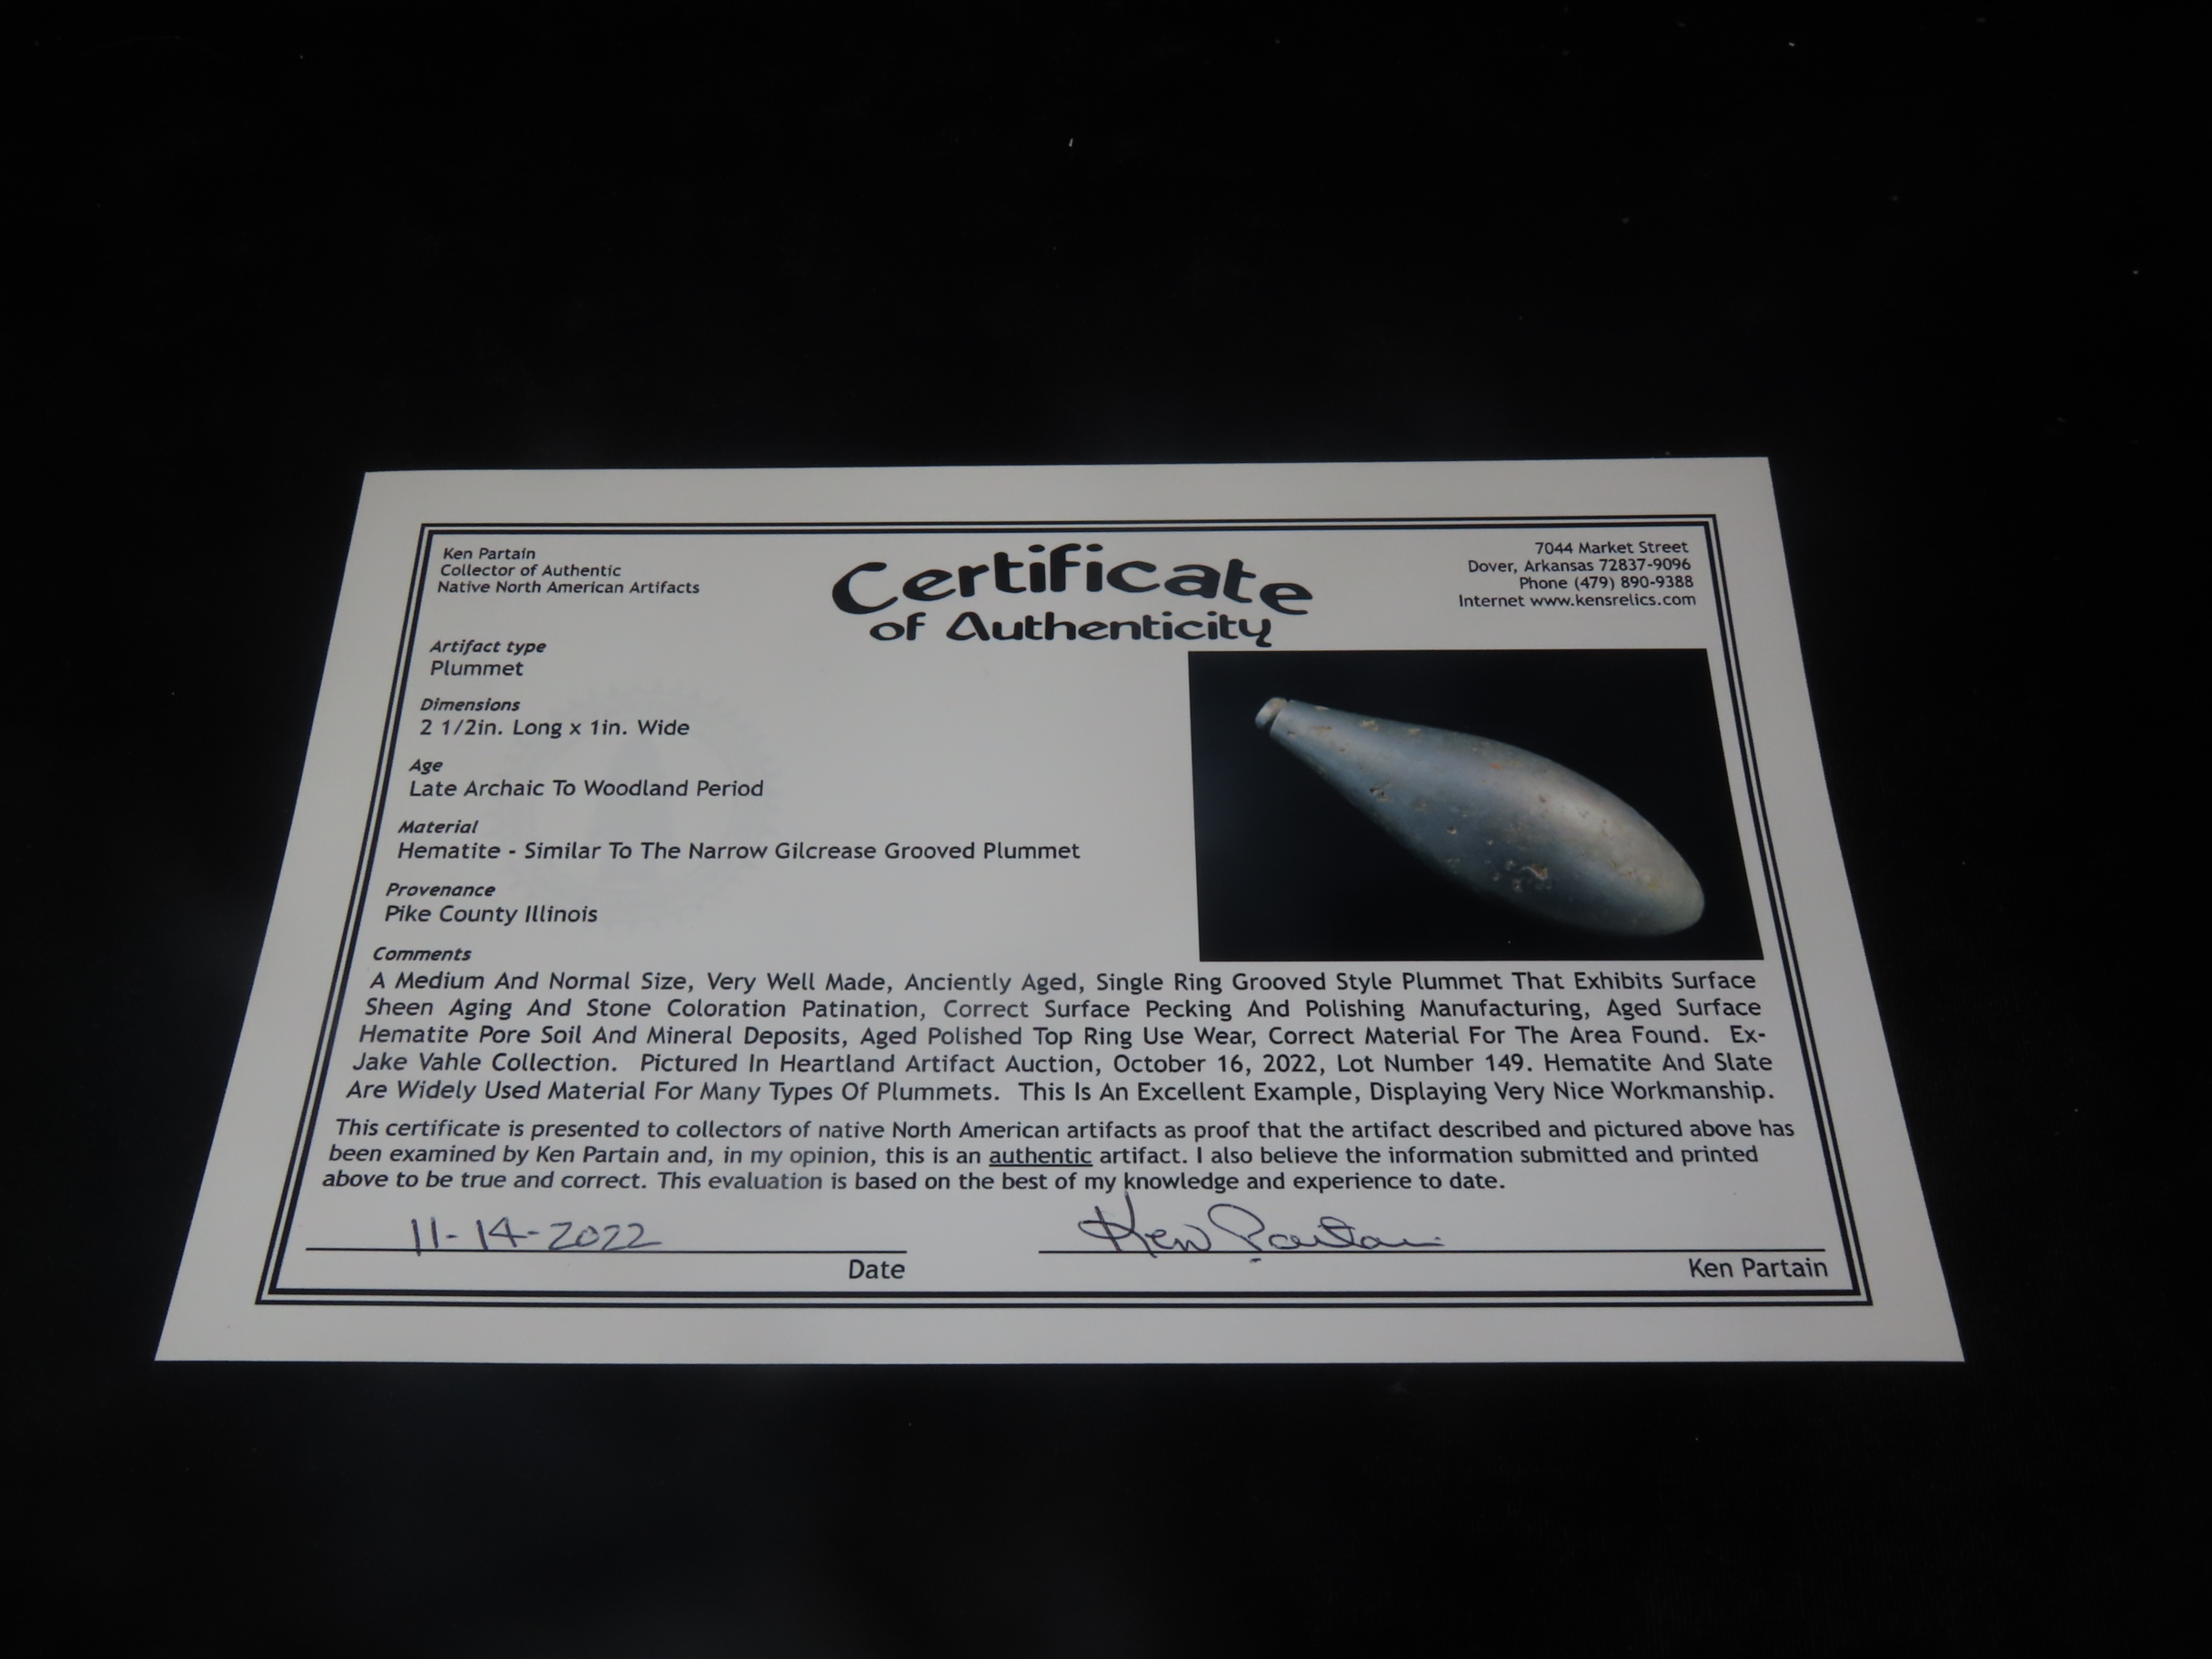 Ken Partain
Collector of Authentic
Native North American Artifacts
Certificate
of Authenticity
7044 Market Street
Dover, Arkansas 72837-9096
Phone (479) 890-9388
Internet www.kensrelics.com
Artifact type
Plummet
Dimensions
2 1/2in. Long x 1in. Wide
Age
Late Archaic To Woodland Period
Material
Hematite - Similar To The Narrow Gilcrease Grooved Plummet
Provenance
Pike County Illinois
Comments
A Medium And Normal Size, Very Well Made, Anciently Aged, Single Ring Grooved Style Plummet That Exhibits Surface
Sheen Aging And Stone Coloration Patination, Correct Surface Pecking And Polishing Manufacturing, Aged Surface
Hematite Pore Soil And Mineral Deposits, Aged Polished Top Ring Use Wear, Correct Material For The Area Found. Ex-
Jake Vahle Collection. Pictured In Heartland Artifact Auction, October 16, 2022, Lot Number 149. Hematite And Slate
Are Widely Used Material For Many Types Of Plummets. This Is An Excellent Example, Displaying Very Nice Workmanship.
This certificate is presented to collectors of native North American artifacts as proof that the artifact described and pictured above has
been examined by Ken Partain and, in my opinion, this is an authentic artifact. I also believe the information submitted and printed
above to be true and correct. This evaluation is based on the best of my knowledge and experience to date.
11-14-2022
Ken Partain
Date
Ken Partain